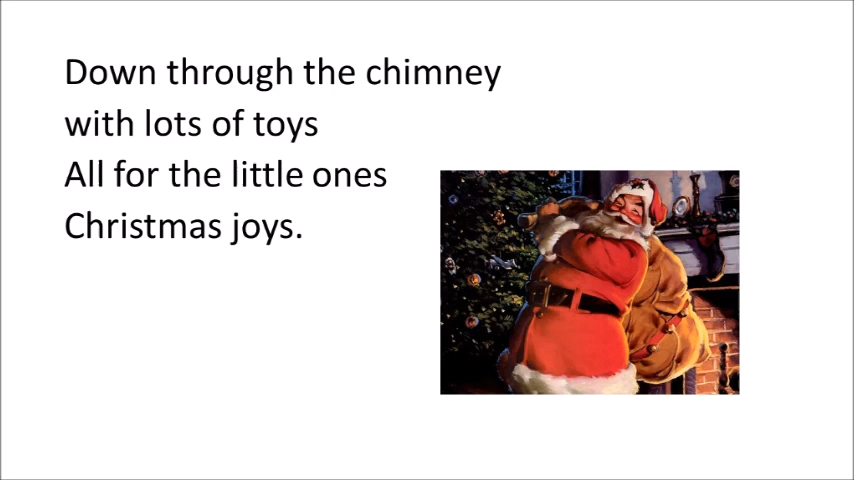 Down through the chimney
with lots of toys
All for the little ones
Christmas joys.